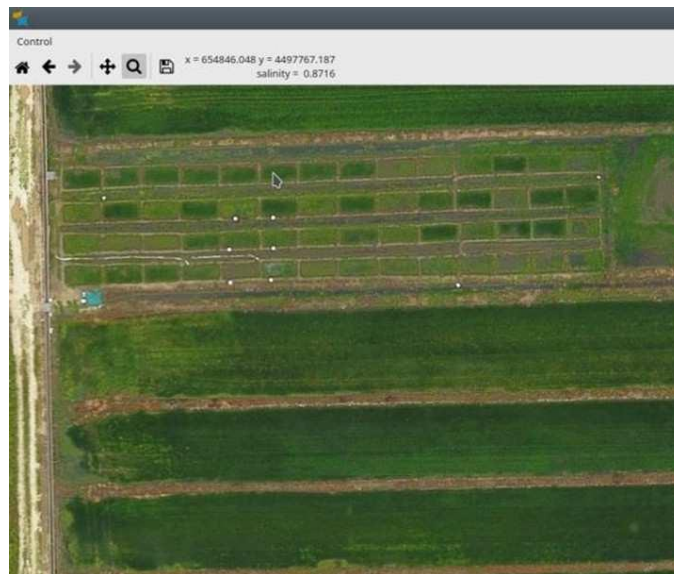 Control
x = 654846.048 y = 4497767.187
salinity = 0.8716